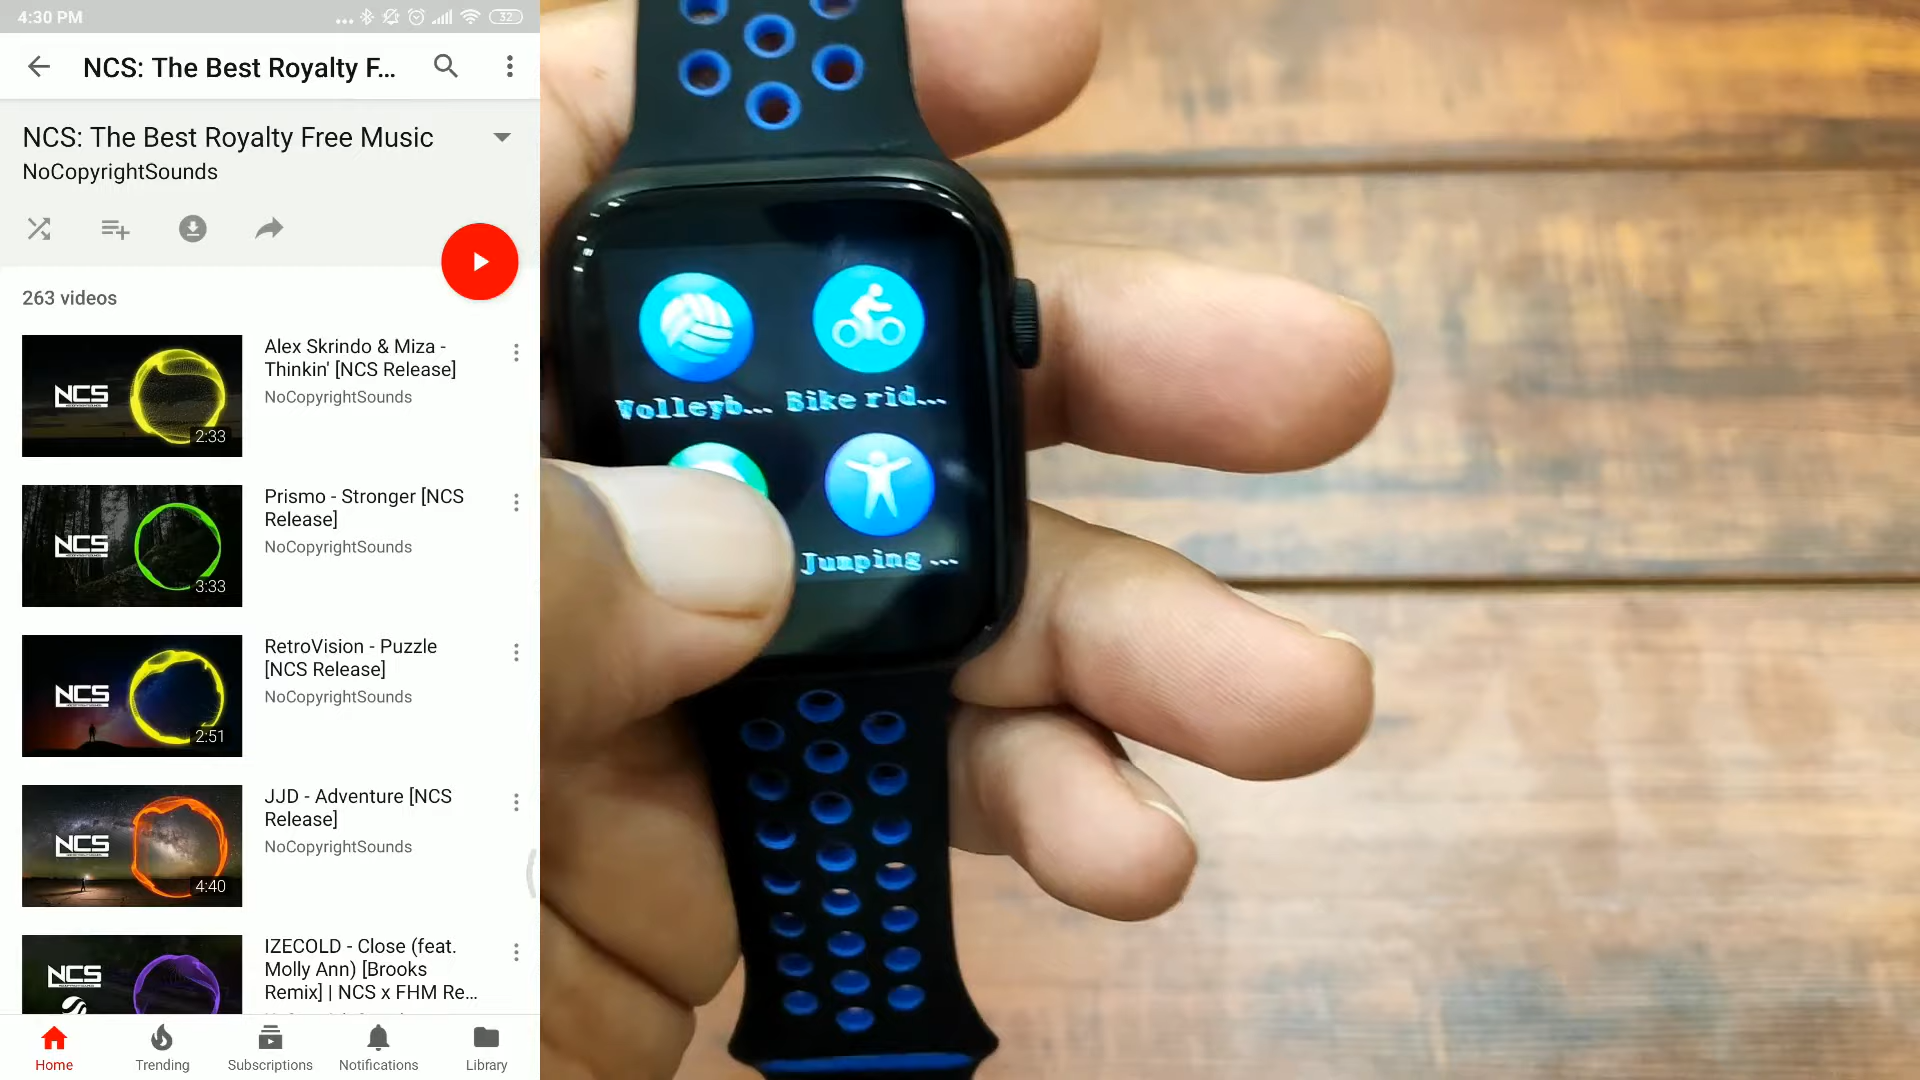 4:30 PM
32
NCS: The Best Royalty F...
NCS: The Best Royalty Free Music
NoCopyrightSounds
263 videos
NCS
2:33
Alex Skrindo & Miza -
Thinkin' [NCS Release]
NoCopyrightSounds
NCS
3:33
Prismo - Stronger [NCS
Release]
NoCopyrightSounds
NCS
2:51
RetroVision - Puzzle
[NCS Release]
NoCopyrightSounds
NCS
4:40
JJD - Adventure [NCS
Release]
NoCopyrightSounds
NCS
IZECOLD - Close (feat.
Molly Ann) [Brooks
Remix] | NCS x FHM Re...
Home
Trending
Subscriptions
Notifications
Library
Volleyb...
Bike rid...
Jumping ...